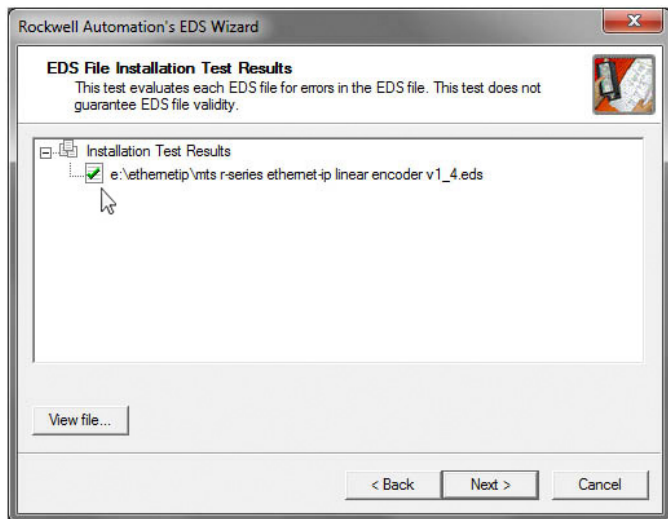 Rockwell Automation's EDS Wizard
EDS File Installation Test Results
This test evaluates each EDS file for errors in the EDS file. This test does not
guarantee EDS file validity.
Installation Test Results
e:\ethernetip\mts r-series ethernet-ip linear encoder v1_4.eds
View file...
< Back
Next >
Cancel